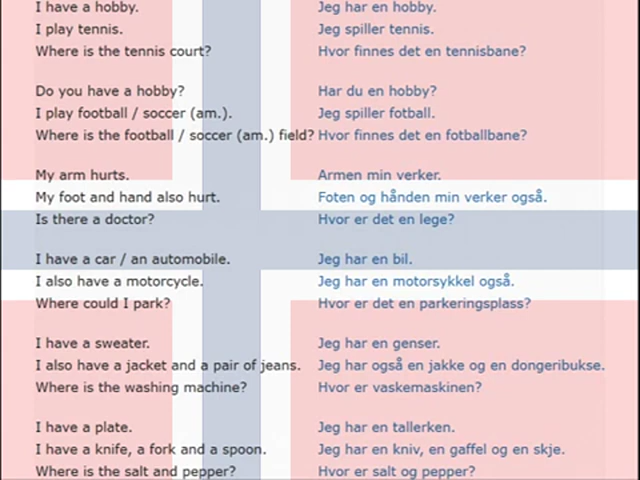 I have a hobby. Jeg har en hobby.
I play tennis. Jeg spiller tennis.
Where is the tennis court? Hvor finnes det en tennisbane?
Do you have a hobby? Har du en hobby?
I play football / soccer (am.). Jeg spiller fotball.
Where is the football / soccer (am.) field? Hvor finnes det en fotballbane?
My arm hurts. Armen min verker.
My foot and hand also hurt. Foten og hånden min verker også.
Is there a doctor? Hvor er det en lege?
I have a car / an automobile. Jeg har en bil.
I also have a motorcycle. Jeg har en motorsykkel også.
Where could I park? Hvor er det en parkeringsplass?
I have a sweater. Jeg har en genser.
I also have a jacket and a pair of jeans. Jeg har også en jakke og en dongeribukse.
Where is the washing machine? Hvor er vaskemaskinen?
I have a plate. Jeg har en tallerken.
I have a knife, a fork and a spoon. Jeg har en kniv, en gaffel og en skje.
Where is the salt and pepper? Hvor er salt og pepper?